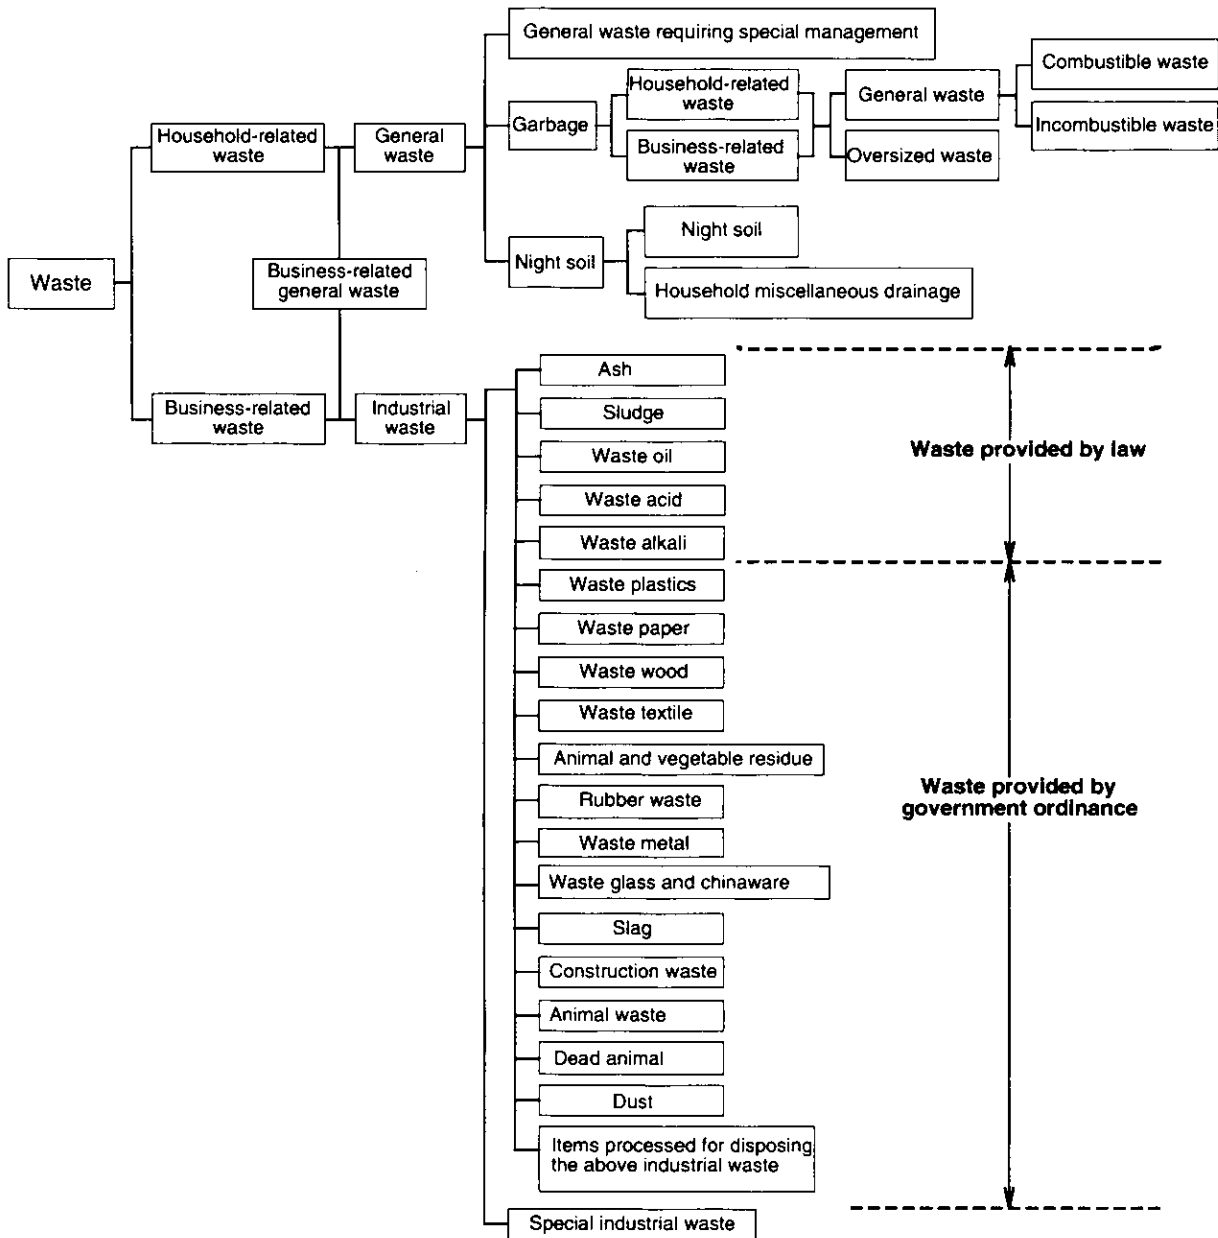 General waste requiring special management
Combustible waste
Household-related
waste
General waste
Garbage
Incombustible waste
Household-related
waste
General
waste
Business-related
waste
Oversized waste
Night soil
Night soil
Business-related
general waste
Waste
Household miscellaneous drainage
Ash
Business-related
waste
Industrial
waste
Sludge
Waste provided by law
Waste oil
Waste acid
Waste alkali
Waste plastics
Waste paper
Waste wood
Waste textile
Animal and vegetable residue
Waste provided by
government ordinance
Rubber waste
Waste metal
Waste glass and chinaware
Slag
Construction waste
Animal waste
Dead animal
Dust
Items processed for disposing
the above industrial waste
Special industrial waste